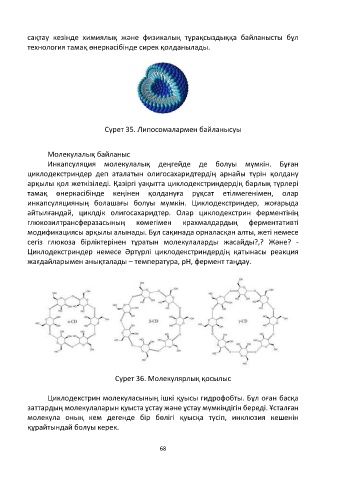 сақтау кезінде химиялық және физикалық тұрақсыздыққа байланысты бұл
технология тамақ өнеркәсібінде сирек қолданылады.
Сурет 35. Липосомалармен байланысуы
Молекулалық байланыс
Инкапсуляция молекулалық деңгейде де болуы мүмкін. Бұған
циклодекстриндер деп аталатын олигосахаридтердің арнайы түрін қолдану
арқылы қол жеткізіледі. Қазіргі уақытта циклодекстриндердің барлық түрлері
тамақ өнеркәсібінде кеңінен қолдануға рұқсат етілмегенімен, олар
инкапсуляцияның болашағы болуы мүмкін. Циклодекстриндер, жоғарыда
айтылғандай, циклдік олигосахаридтер. Олар циклодекстрин ферментінің
глюкозилтрансферазасының көмегімен крахмалдардың ферментативті
модификациясы арқылы алынады. Бұл сақинада орналасқан алты, жеті немесе
сегіз глюкоза бірліктерінен тұратын молекулаларды жасайды?,? Және? -
Циклодекстриндер немесе Әртүрлі циклодекстриндердің қатынасы реакция
жағдайларымен анықталады – температура, рН, фермент таңдау.
α-CD β-CD γ-CD
Сурет 36. Молекулярлық қосылыс
Циклодекстрин молекуласының ішкі қуысы гидрофобты. Бұл оған басқа
заттардың молекулаларын қуыста ұстау және ұстау мүмкіндігін береді. Ұсталған
молекула оның кем дегенде бір бөлігі қуысқа түсіп, инклюзия кешенін
құрайтындай болуы керек.
68